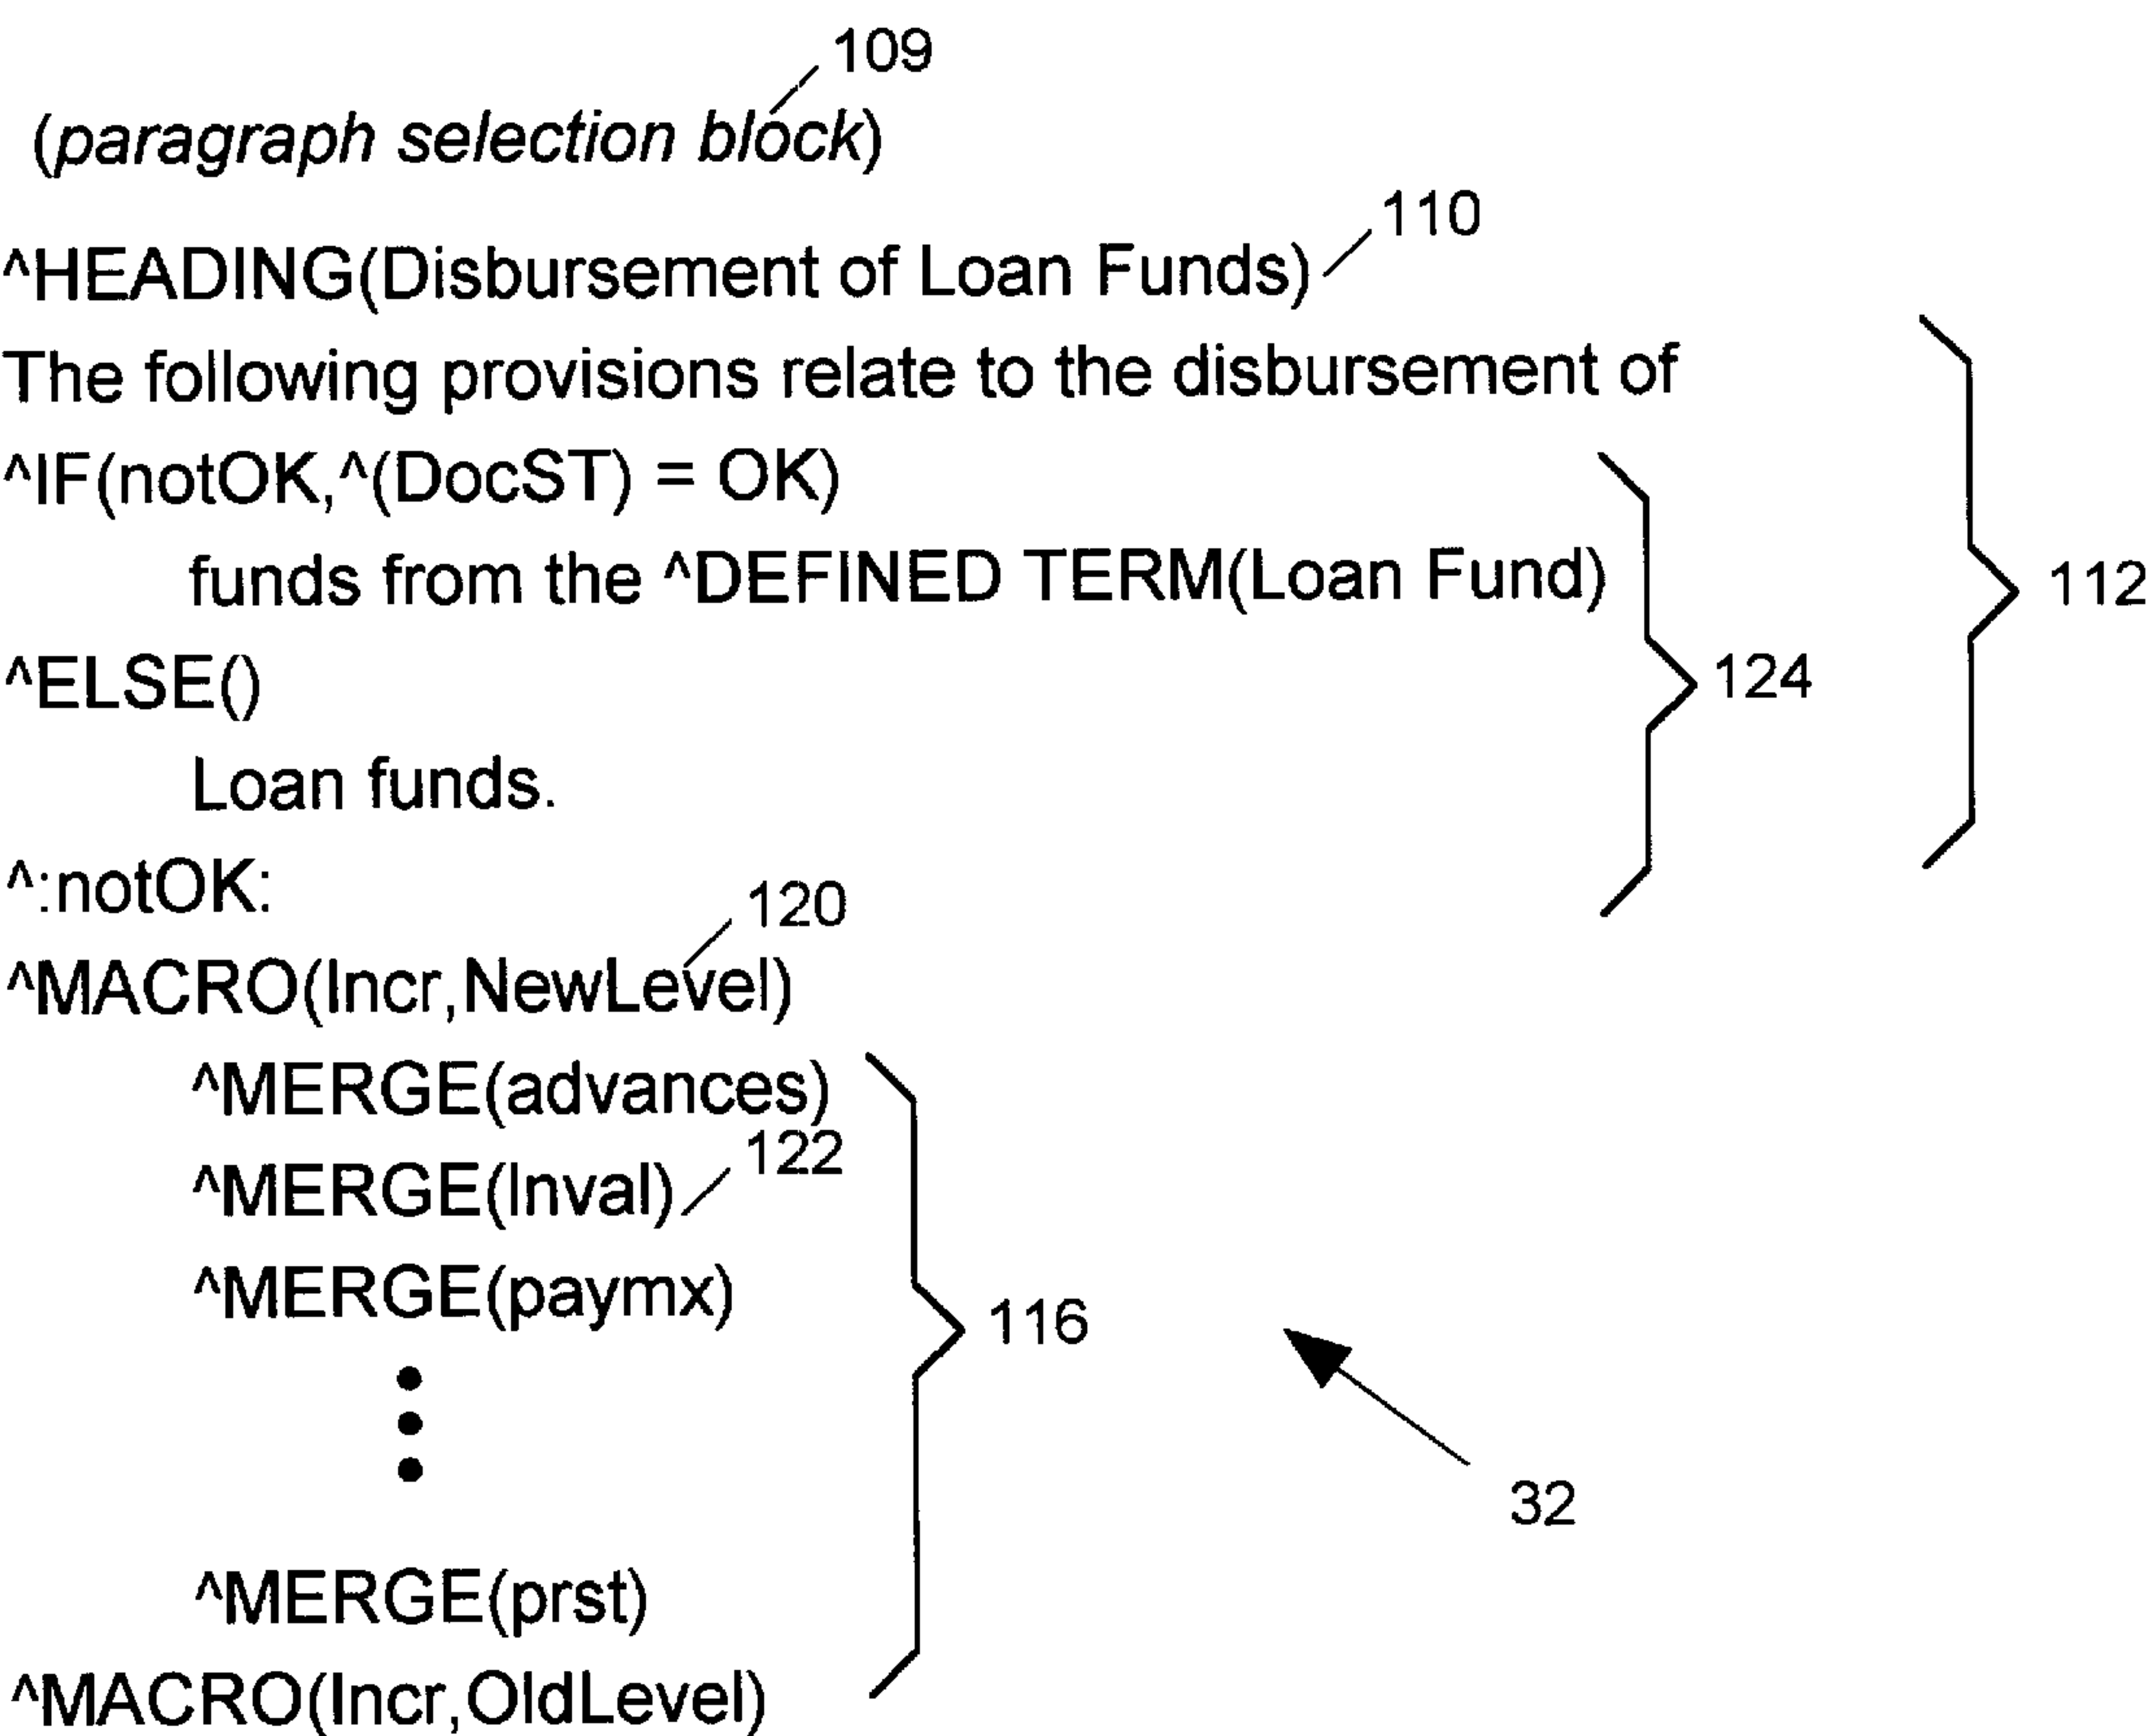 109
(paragraph selection block)
110
^HEADING(Disbursement of Loan Funds)
The following provisions relate to the disbursement of
^IF(notOK,^(DocST) = OK)
funds from the ^DEFINED TERM(Loan Fund)
112
^ELSE()
124
Loan funds.
^:notOK:
120
^MACRO(Incr,NewLevel)
^MERGE(advances)
122
^MERGE(Inval)
^MERGE(paymx)
116
32
^MERGE(prst)
^MACRO(Incr,OldLevel)